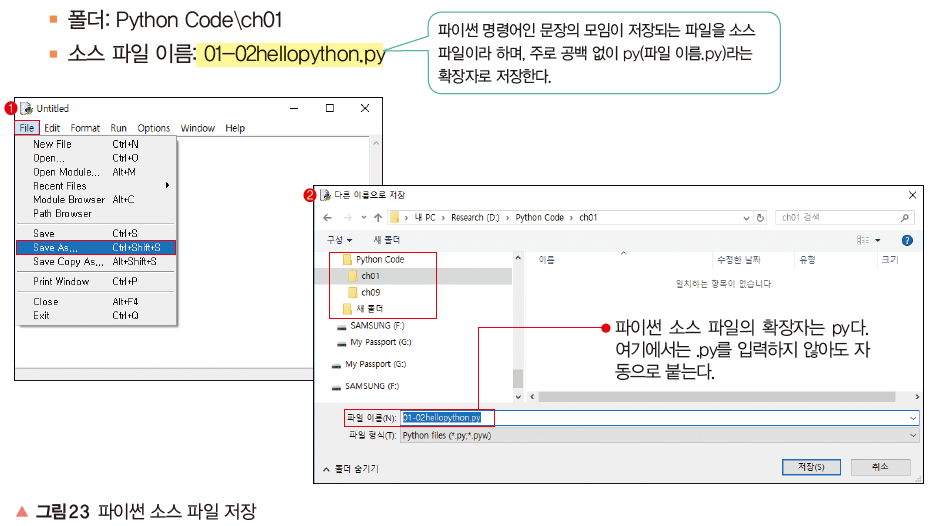 ▪ 폴더: Python Code\ch01
▪ 소스 파일 이름: 01-02hellopython.py
파이썬 명령어인 문장의 모임이 저장되는 파일을 소스
파일이라 하며, 주로 공백 없이 py(파일 이름.py)라는
확장자로 저장한다.
1
Untitled
File Edit Format Run Options Window Help
New File Ctrl+N
Open... Ctrl+O
Open Module... Alt+M
Recent Files
Module Browser Alt+C
Path Browser
Save Ctrl+S
Save As... Ctrl+Shift+S
Save Copy As... Alt+Shift+S
Print Window Ctrl+P
Close Alt+F4
Exit Ctrl+Q
2
다른 이름으로 저장
내 PC > Research (D:) > Python Code > ch01
ch01 검색
구성 새 폴더
Python Code
ch01
ch09
새 폴더
SAMSUNG (F:)
My Passport (G:)
My Passport (G:)
SAMSUNG (F:)
이름 수정한 날짜 유형 크기
일치하는 항목이 없습니다.
파이썬 소스 파일의 확장자는 py다.
여기에서는 .py를 입력하지 않아도 자
동으로 붙는다.
파일 이름(N): 01-02hellopython.py
파일 형식(T): Python files (*.py;*.pyw)
폴더 숨기기
저장(S) 취소
▲ 그림23 파이썬 소스 파일 저장